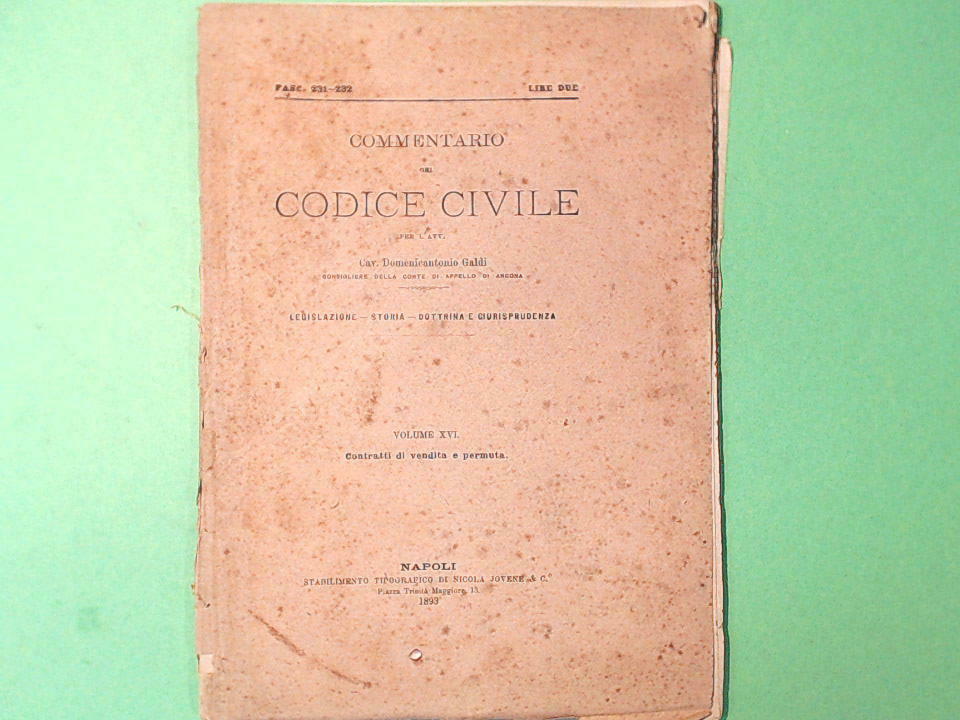 FASC. 231-232 LIRE DUE
COMMENTARIO
DEL
CODICE CIVILE
PER L'AVV.
Cav. Domenicantonio Galdi
CONSIGLIERE DELLA CORTE DI APPELLO DI ANCONA
LEGISLAZIONE — STORIA — DOTTRINA E GIURISPRUDENZA
VOLUME XVI.
Contratti di vendita e permuta.
NAPOLI
STABILIMENTO TIPOGRAFICO DI NICOLA JOVENE & C.º
Piazza Trinità Maggiore, 13.
1893